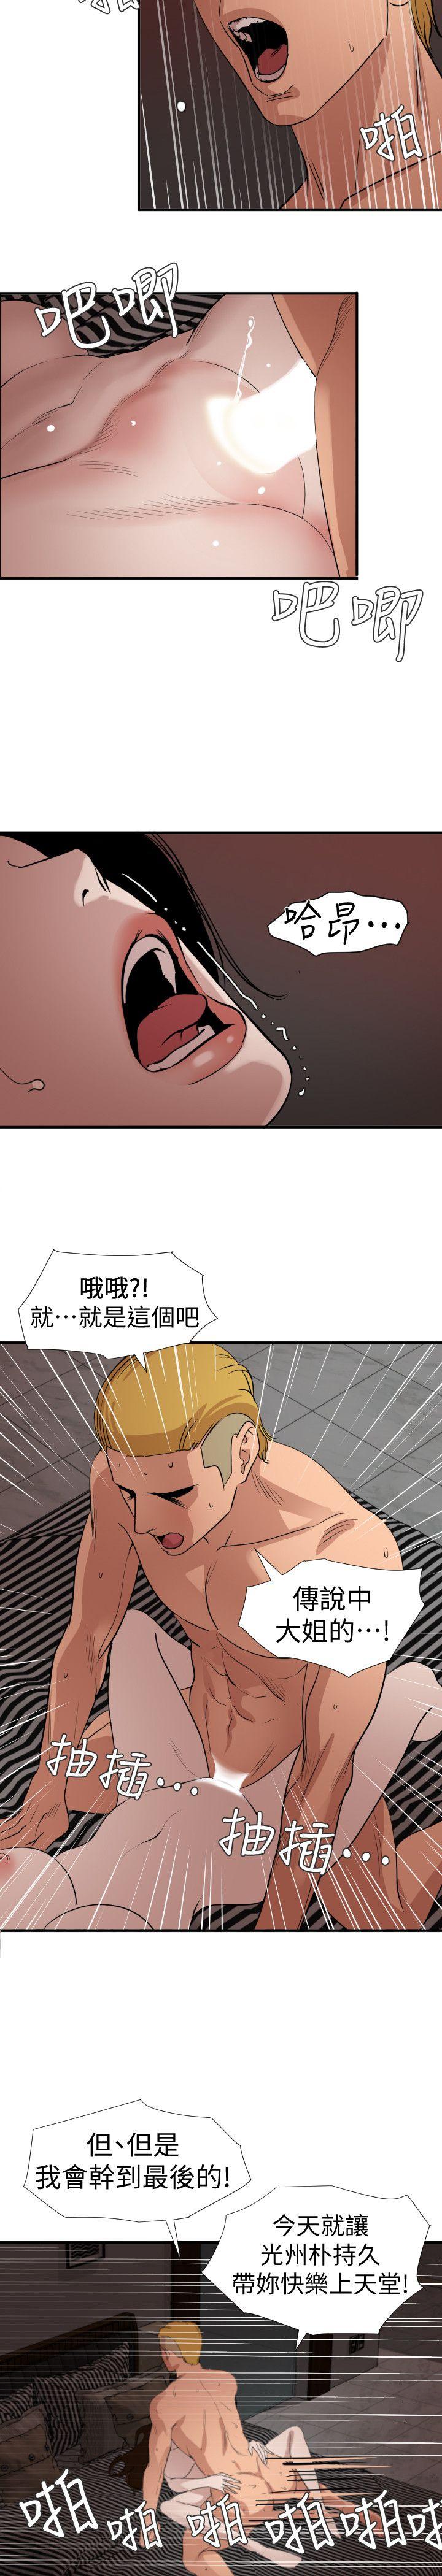 啪
吧唧
吧唧
哈昂…
哦哦?!
就…就是這個吧
傳說中
大姐的…!
抽插…
抽插…
但、但是
我會幹到最後的!
今天就讓
光州朴持久
帶妳快樂上天堂!
啪啪啪啪啪啪